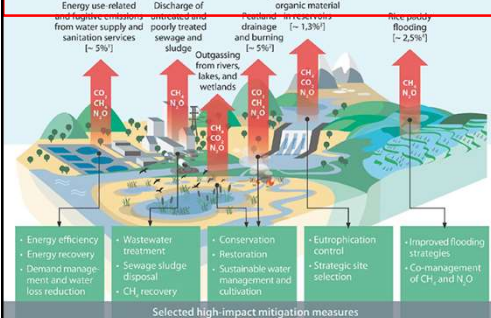 Energy use-related
and fugitive emissions
from water supply and
sanitation services
[~ 5%¹]
Discharge of
untreated and
poorly treated
sewage and
sludge
Outgassing
from rivers,
lakes, and
wetlands
Peatland
drainage
and burning
[~ 5%²]
organic material
in reservoirs
[~ 1,3%³]
Rice paddy
flooding
[~ 2,5%⁴]
CO₂
CH₄
N₂O
CH₄
N₂O
CH₄
CO₂
N₂O
CO₂
CH₄
N₂O
CH₄
CO₂
N₂O
CH₄
N₂O
• Energy efficiency
• Energy recovery
• Demand manage-
ment and water
loss reduction
• Wastewater
treatment
• Sewage sludge
disposal
• CH₄ recovery
• Conservation
• Restoration
• Sustainable water
management and
cultivation
• Eutrophication
control
• Strategic site
selection
• Improved flooding
strategies
• Co-management
of CH₄ and N₂O
Selected high-impact mitigation measures